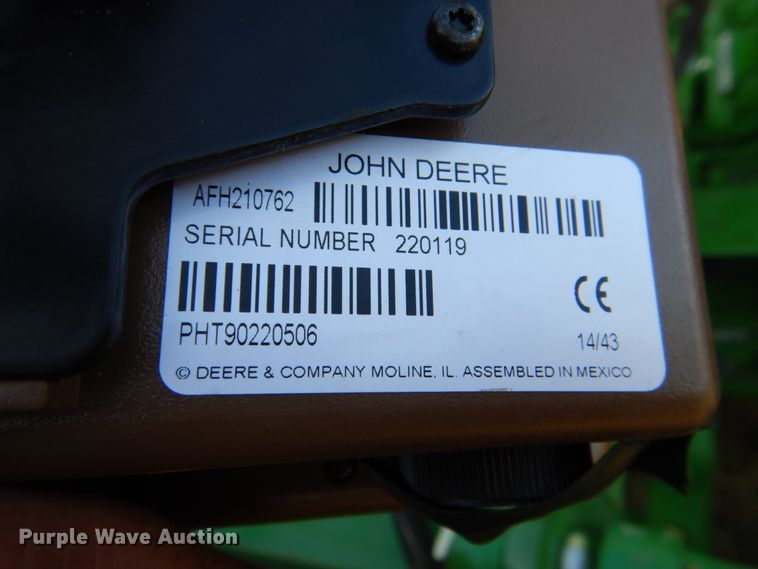 JOHN DEERE
AFH210762
SERIAL NUMBER 220119
PHT90220506
CE
14/43
© DEERE & COMPANY MOLINE, IL. ASSEMBLED IN MEXICO
Purple Wave Auction